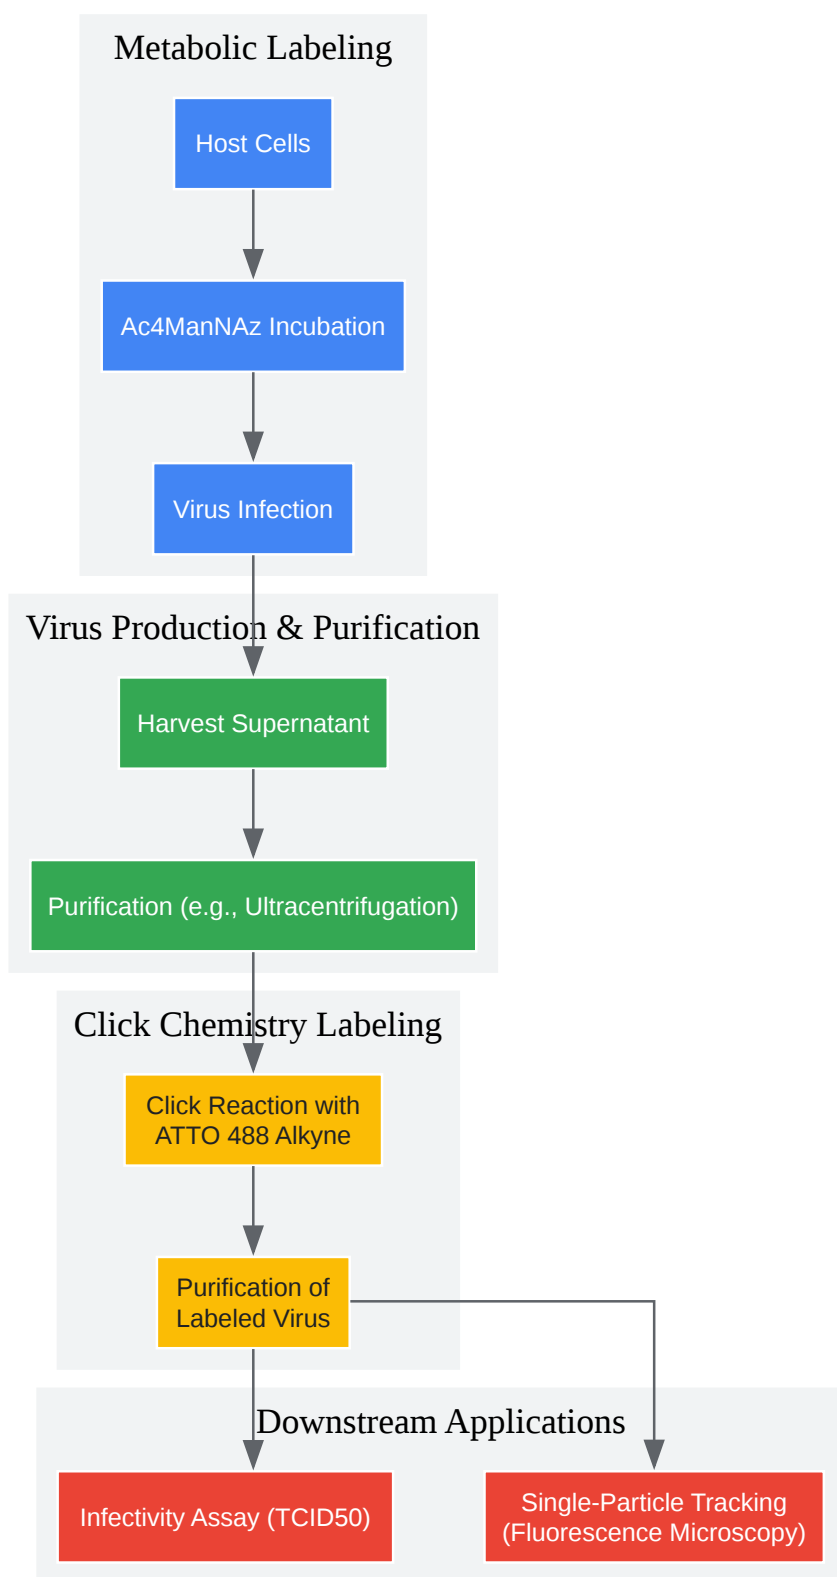 Metabolic Labeling
Host Cells
Ac4ManNAz Incubation
Virus Infection
Virus Production & Purification
Harvest Supernatant
Purification (e.g., Ultracentrifugation)
Click Chemistry Labeling
Click Reaction with
ATTO 488 Alkyne
Purification of
Labeled Virus
Downstream Applications
Infectivity Assay (TCID50)
Single-Particle Tracking
(Fluorescence Microscopy)